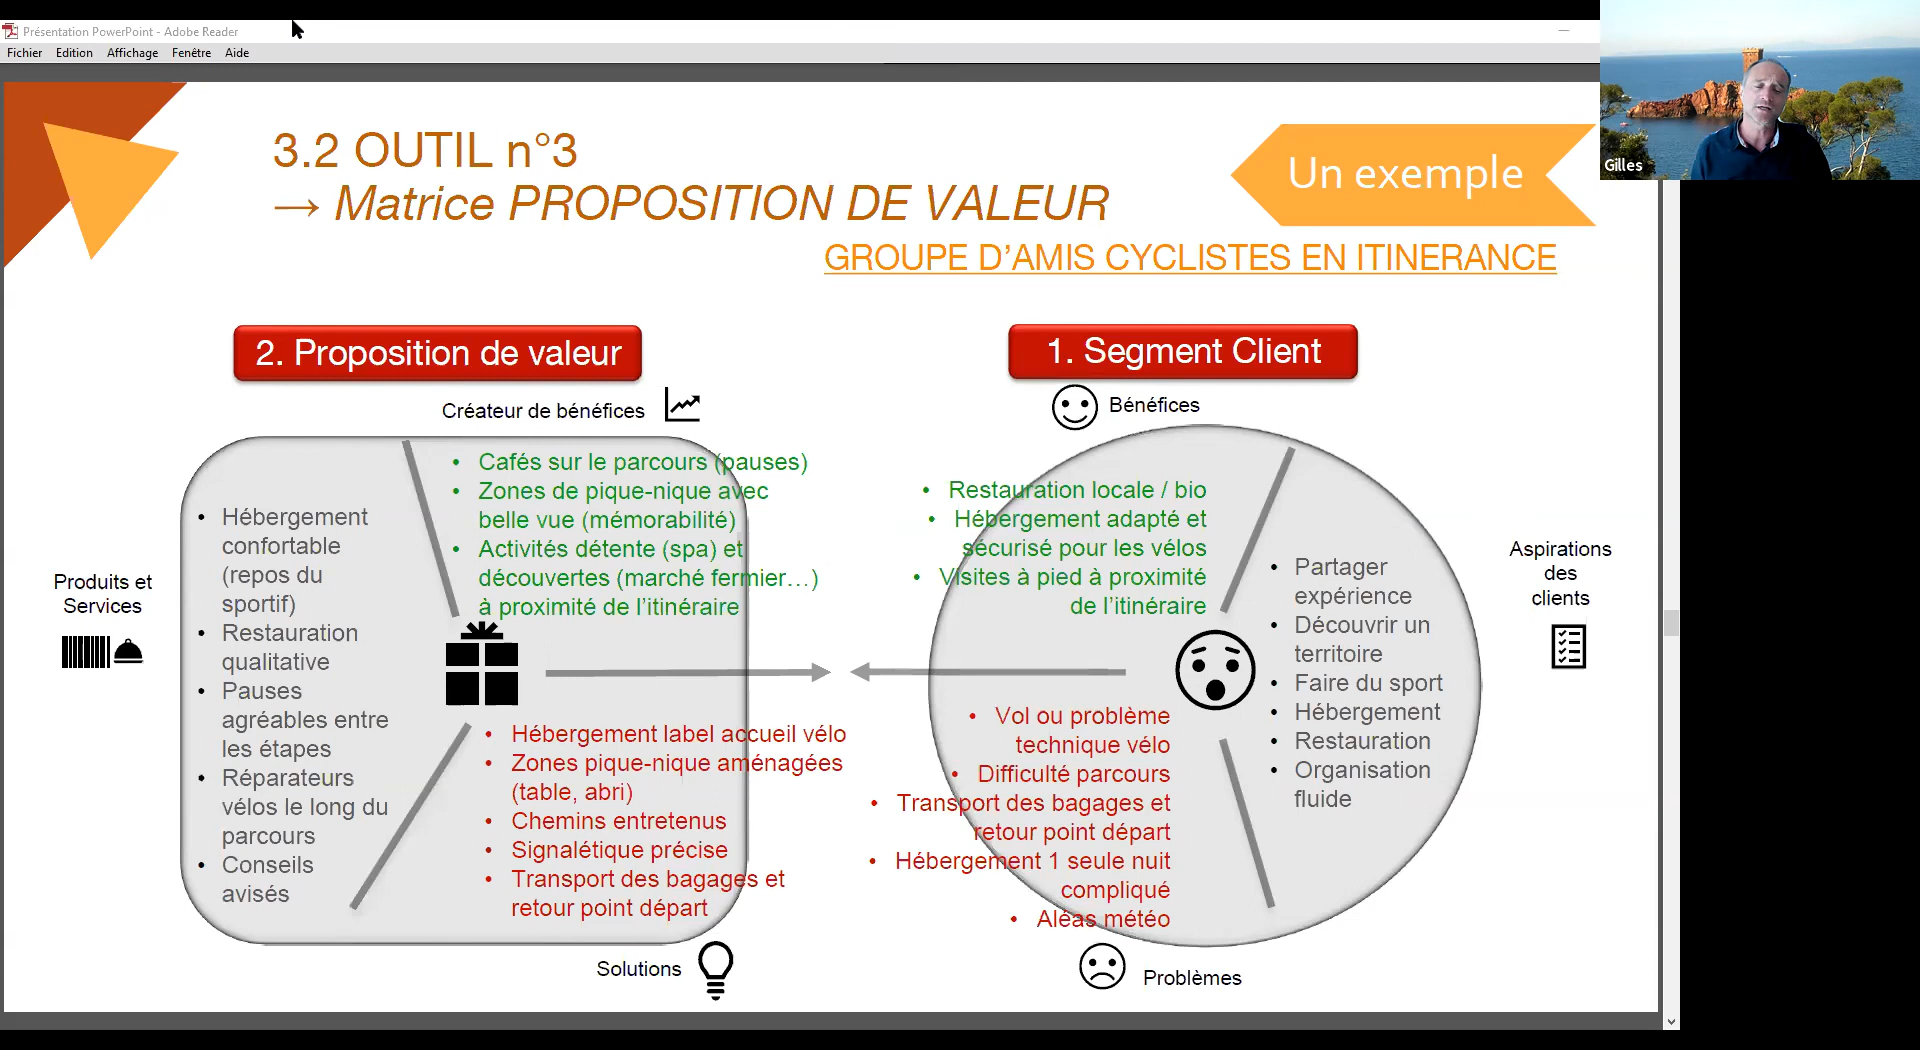 Présentation PowerPoint - Adobe Reader
Fichier Edition Affichage Fenêtre Aide
Gilles
3.2 OUTIL n°3
→ Matrice PROPOSITION DE VALEUR
Un exemple
GROUPE D'AMIS CYCLISTES EN ITINERANCE
2. Proposition de valeur
Créateur de bénéfices
Produits et
Services
• Hébergement
confortable
(repos du
sportif)
• Restauration
qualitative
• Pauses
agréables entre
les étapes
• Réparateurs
vélos le long du
parcours
• Conseils
avisés
• Cafés sur le parcours (pauses)
• Zones de pique-nique avec
belle vue (mémorabilité)
• Activités détente (spa) et
découvertes (marché fermier…)
à proximité de l'itinéraire
• Hébergement label accueil vélo
• Zones pique-nique aménagées
(table, abri)
• Chemins entretenus
• Signalétique précise
• Transport des bagages et
retour point départ
Solutions
1. Segment Client
Bénéfices
• Restauration locale / bio
• Hébergement adapté et
sécurisé pour les vélos
• Visites à pied à proximité
de l'itinéraire
• Vol ou problème
technique vélo
• Difficulté parcours
• Transport des bagages et
retour point départ
• Hébergement 1 seule nuit
compliqué
• Aléas météo
Problèmes
• Partager
expérience
• Découvrir un
territoire
• Faire du sport
• Hébergement
• Restauration
• Organisation
fluide
Aspirations
des
clients